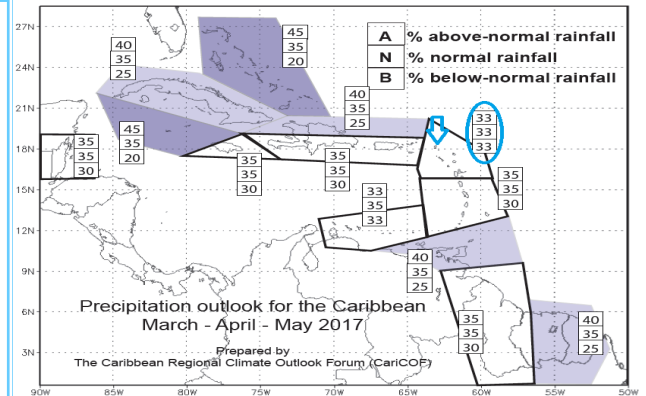 45
35
20
A % above-normal rainfall
N % normal rainfall
B % below-normal rainfall
40
35
25
27N
24N
21N
18N
15N
12N
9N
6N
3N
40
35
25
33
33
33
45
35
20
35
35
30
35
35
30
35
35
30
35
35
30
33
35
33
40
35
25
Precipitation outlook for the Caribbean
March - April - May 2017
Prepared by
The Caribbean Regional Climate Outlook Forum (CariCOF)
35
35
30
40
35
25
90W 85W 80W 75W 70W 65W 60W 55W 50W